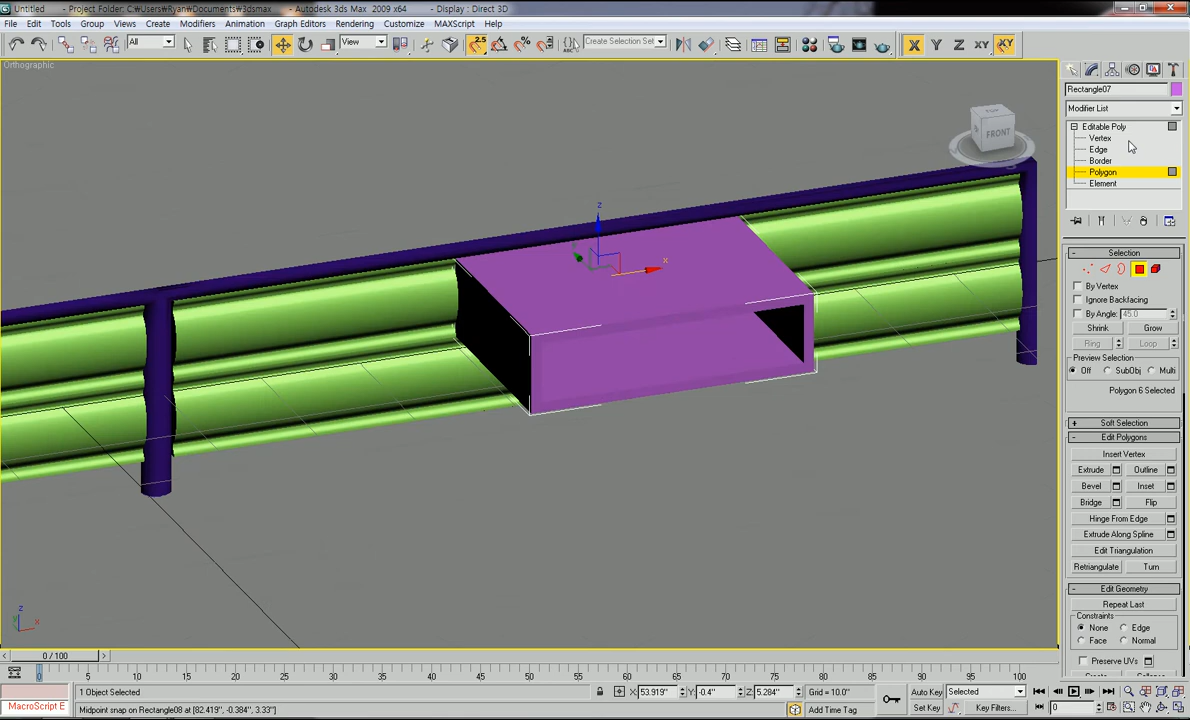 Untitled - Project Folder: C:₩Users₩Ryan₩Documents₩3dsmax - Autodesk 3ds Max 2009 x64 - Display : Direct 3D
File Edit Tools Group Views Create Modifiers Animation Graph Editors Rendering Customize MAXScript Help
All View 2.5 Create Selection Set X Y Z XY XY
Orthographic
TOP
FRONT
z
x
Rectangle07
Modifier List
Editable Poly
Vertex
Edge
Border
Polygon
Element
Selection
By Vertex
Ignore Backfacing
By Angle: 45.0
Shrink Grow
Ring Loop
Preview Selection
Off SubObj Multi
Polygon 6 Selected
Soft Selection
Edit Polygons
Insert Vertex
Extrude Outline
Bevel Inset
Bridge Flip
Hinge From Edge
Extrude Along Spline
Edit Triangulation
Retriangulate Turn
Edit Geometry
Repeat Last
Constraints
None Edge
Face Normal
Preserve UVs
z
y
x
0 / 100
0 5 10 15 20 25 30 35 40 45 50 55 60 65 70 75 80 85 90 95 100
1 Object Selected X: 53.919" Y: -0.4" Z: 5.284" Grid = 10.0" Auto Key Selected
MacroScript E Midpoint snap on Rectangle08 at [82.419", -0.384", 3.33"] Add Time Tag Set Key Key Filters... 0